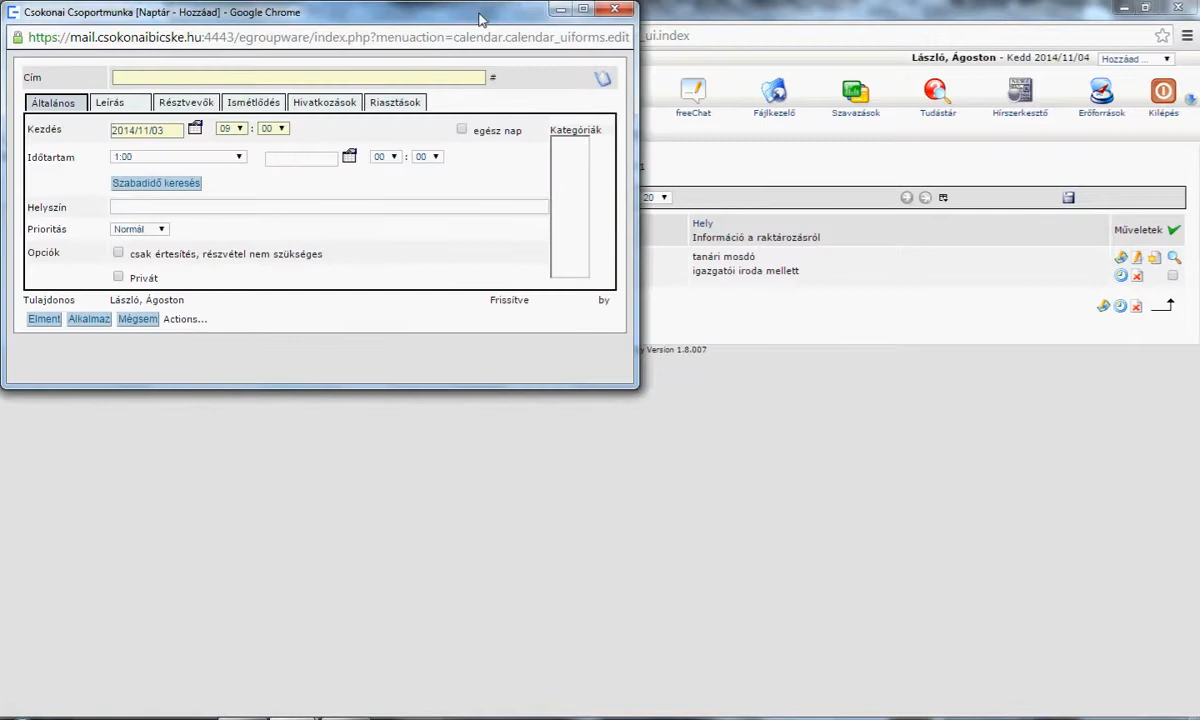 Csokonai Csoportmunka [Naptár - Hozzáad] - Google Chrome
https://mail.csokonaibicske.hu:4443/egroupware/index.php?menuaction=calendar.calendar_uiforms.edit
_ui.index
László, Ágoston - Kedd 2014/11/04
Hozzáad ...
freeChat
Fájlkezelő
Szavazások
Tudástár
Hírszerkesztő
Erőforrások
Kilépés
Cím
#
Általános
Leírás
Résztvevők
Ismétlődés
Hivatkozások
Riasztások
Kezdés
2014/11/03
09 : 00
egész nap
Kategóriák
Időtartam
1:00
00 : 00
Szabadidő keresés
Helyszín
Prioritás
Normál
Opciók
csak értesítés, részvétel nem szükséges
Privát
Tulajdonos
László, Ágoston
Frissítve
by
Elment
Alkalmaz
Mégsem
Actions...
1
20
Hely
Információ a raktározásról
Műveletek
tanári mosdó
igazgatói iroda mellett
y Version 1.8.007